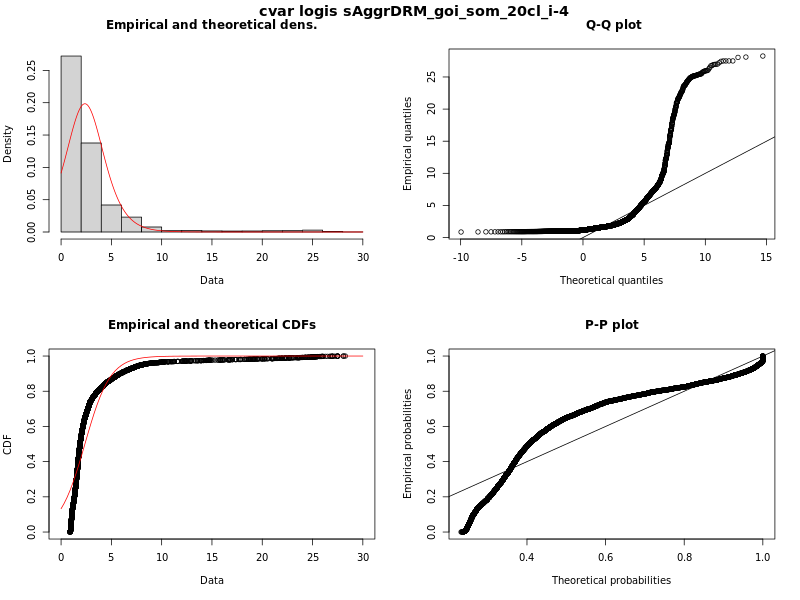 cvar logis sAggrDRM_goi_som_20cl_i-4
Empirical and theoretical dens.
Density
0.00 0.05 0.10 0.15 0.20 0.25
0 5 10 15 20 25 30
Data
Q-Q plot
Empirical quantiles
0 5 10 15 20 25
-10 -5 0 5 10 15
Theoretical quantiles
Empirical and theoretical CDFs
CDF
0.0 0.2 0.4 0.6 0.8 1.0
0 5 10 15 20 25 30
Data
P-P plot
Empirical probabilities
0.0 0.2 0.4 0.6 0.8 1.0
0.4 0.6 0.8 1.0
Theoretical probabilities